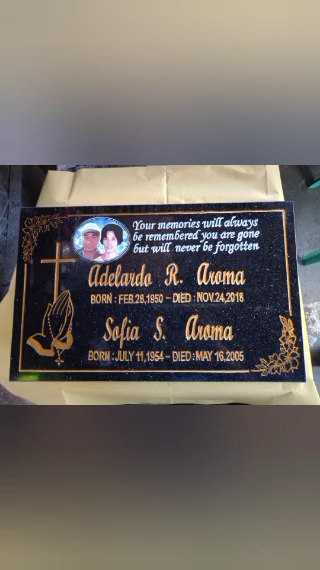 Your memories will always
be remembered you are gone
but will never be forgotten
Adelardo R. Aroma
BORN : FEB.28,1950 – DIED : NOV.24,2018
Sofia S. Aroma
BORN : JULY 11,1954 – DIED : MAY 16,2005